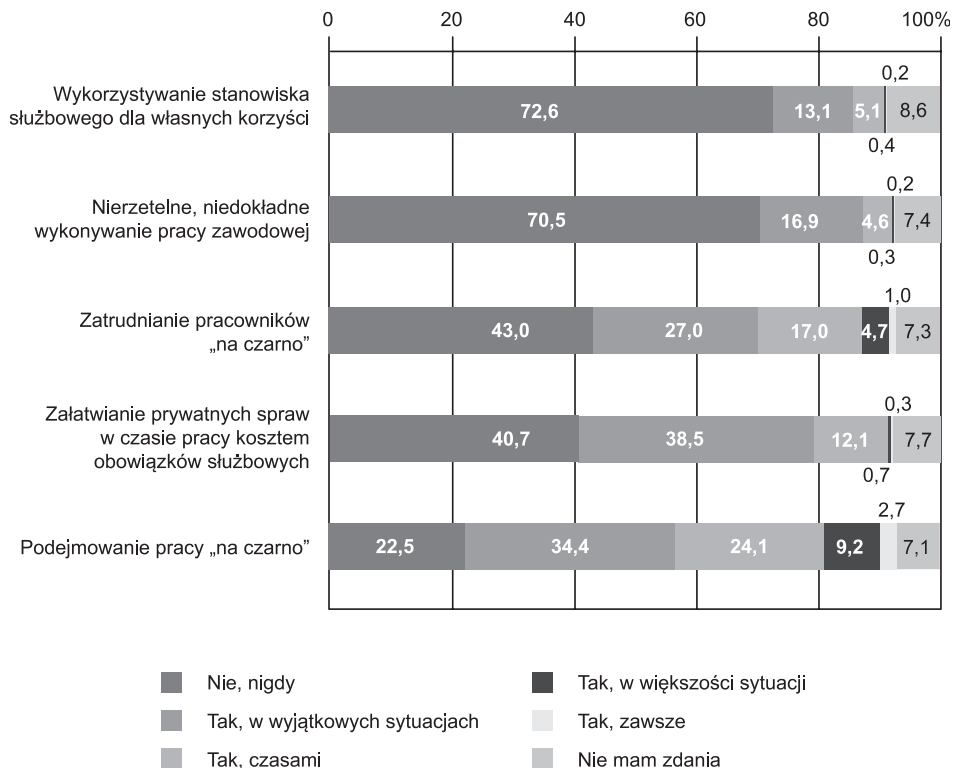 0 20 40 60 80 100%
Wykorzystywanie stanowiska
służbowego dla własnych korzyści
0,2
72,6 13,1 5,1 8,6
0,4
Nierzetelne, niedokładne
wykonywanie pracy zawodowej
0,2
70,5 16,9 4,6 7,4
0,3
Zatrudnianie pracowników
„na czarno”
1,0
43,0 27,0 17,0 4,7 7,3
Załatwianie prywatnych spraw
w czasie pracy kosztem
obowiązków służbowych
0,3
40,7 38,5 12,1 7,7
0,7
Podejmowanie pracy „na czarno”
2,7
22,5 34,4 24,1 9,2 7,1
Nie, nigdy
Tak, w wyjątkowych sytuacjach
Tak, czasami
Tak, w większości sytuacji
Tak, zawsze
Nie mam zdania